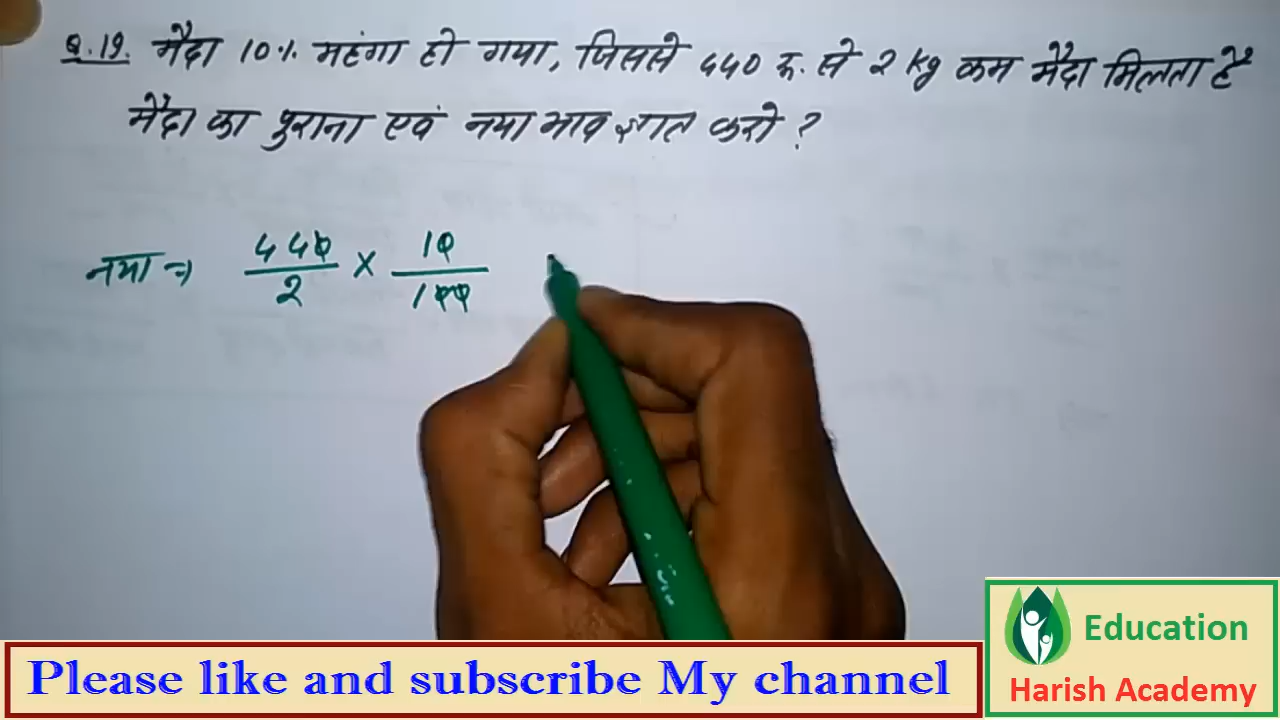 Q.19. मैदा 10% महंगा हो गया, जिससे 440 रू. से 2 kg कम मैदा मिलता है
मैदा का पुराना एवं नया भाव ज्ञात करो ?
नया ⇒ 440/2 × 10/100
Education
Harish Academy
Please like and subscribe My channel